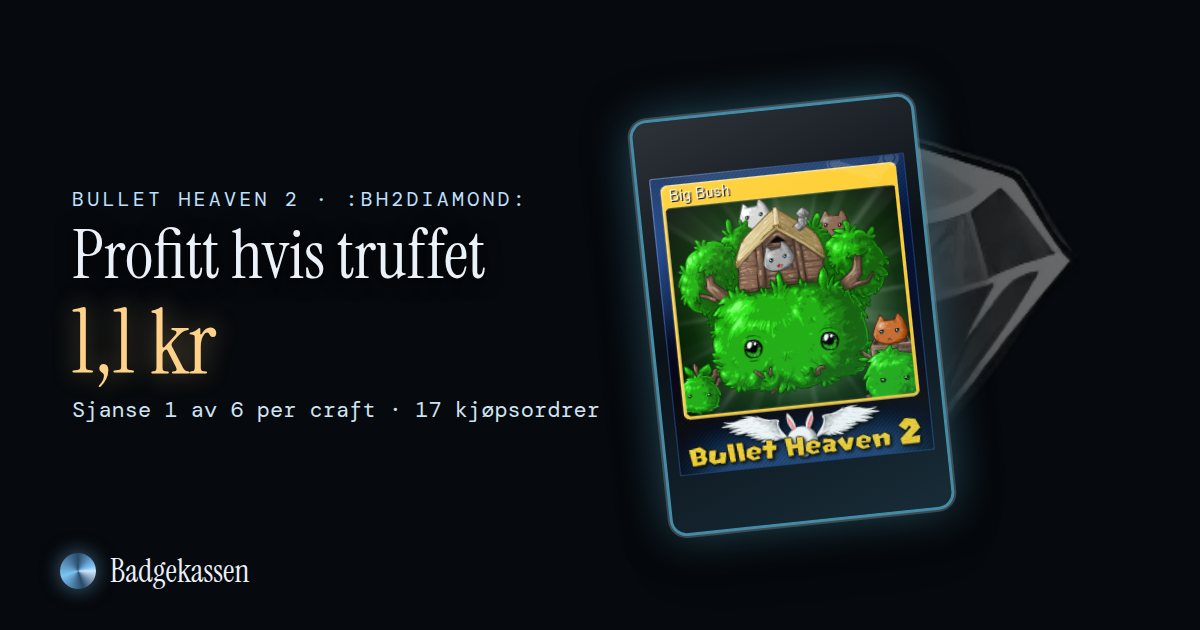 BULLET HEAVEN 2 · :BH2DIAMOND:
Profitt hvis truffet
1,1 kr
Sjanse 1 av 6 per craft · 17 kjøpsordrer
Big Bush
Bullet Heaven 2
Badgekassen